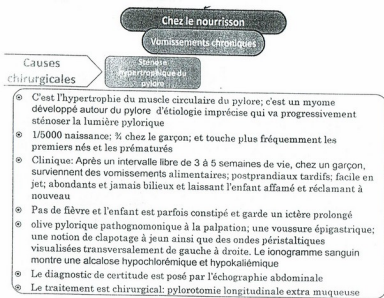 Chez le nourrisson
Vomissements chroniques
Causes
chirurgicales
Sténose
hypertrophique du
pylore
C'est l'hypertrophie du muscle circulaire du pylore; c'est un myome
développé autour du pylore d'étiologie imprécise qui va progressivement
sténoser la lumière pylorique
1/5000 naissance; ¾ chez le garçon; et touche plus fréquemment les
premiers nés et les prématurés
Clinique: Après un intervalle libre de 3 à 5 semaines de vie, chez un garçon,
surviennent des vomissements alimentaires; postprandiaux tardifs; facile en
jet; abondants et jamais bilieux et laissant l'enfant affamé et réclamant à
nouveau
Pas de fièvre et l'enfant est parfois constipé et garde un ictère prolongé
olive pylorique pathognomonique à la palpation; une voussure épigastrique;
une notion de clapotage à jeun ainsi que des ondes péristaltiques
visualisées transversalement de gauche à droite. Le ionogramme sanguin
montre une alcalose hypochlorémique et hypokaliémique
Le diagnostic de certitude est posé par l'échographie abdominale
Le traitement est chirurgical: pylorotomie longitudinale extra muqueuse